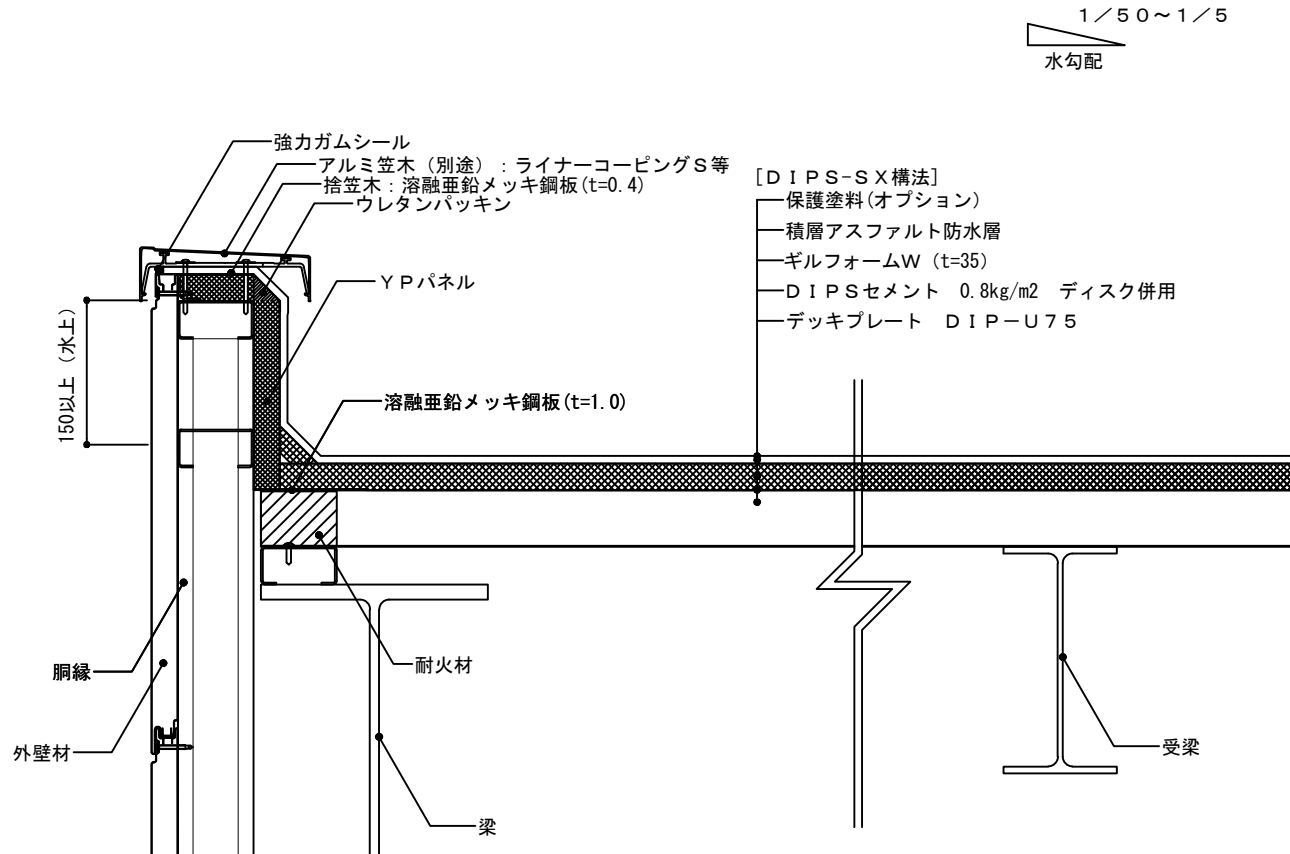 1/50~1/5
水勾配
強力ガムシール
アルミ笠木(別途):ライナーコーピングS等
捨笠木:溶融亜鉛メッキ鋼板(t=0.4)
ウレタンパッキン
YPパネル
[DIPS-SX構法]
保護塗料(オプション)
積層アスファルト防水層
ギルフォームW (t=35)
DIPSセメント 0.8kg/m2 ディスク併用
デッキプレート DIP-U75
150以上(水上)
溶融亜鉛メッキ鋼板(t=1.0)
胴縁
耐火材
外壁材
受梁
梁